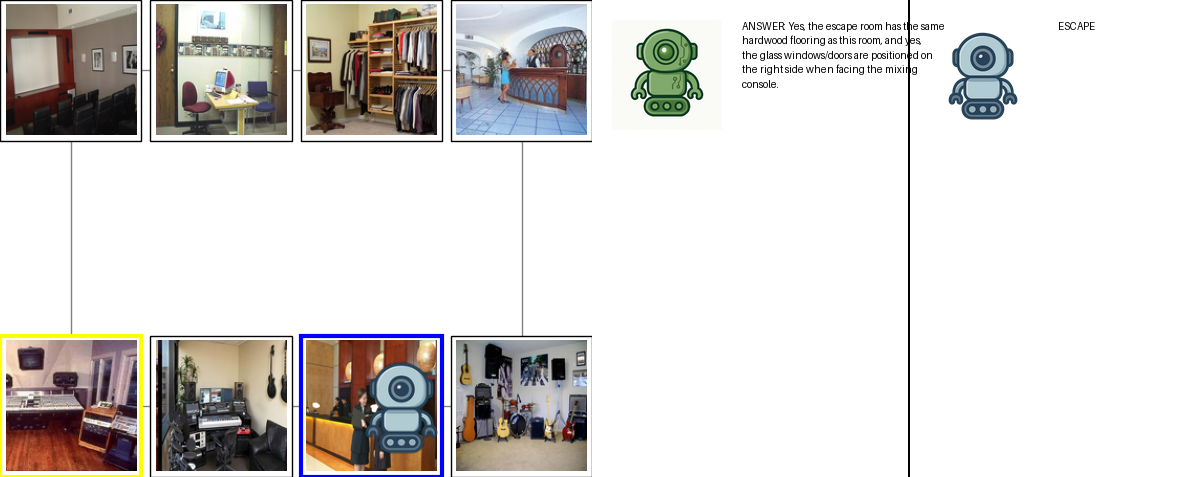 ANSWER: Yes, the escape room has the same
hardwood flooring as this room, and yes,
the glass windows/doors are positioned on
the right side when facing the mixing
console.
ESCAPE